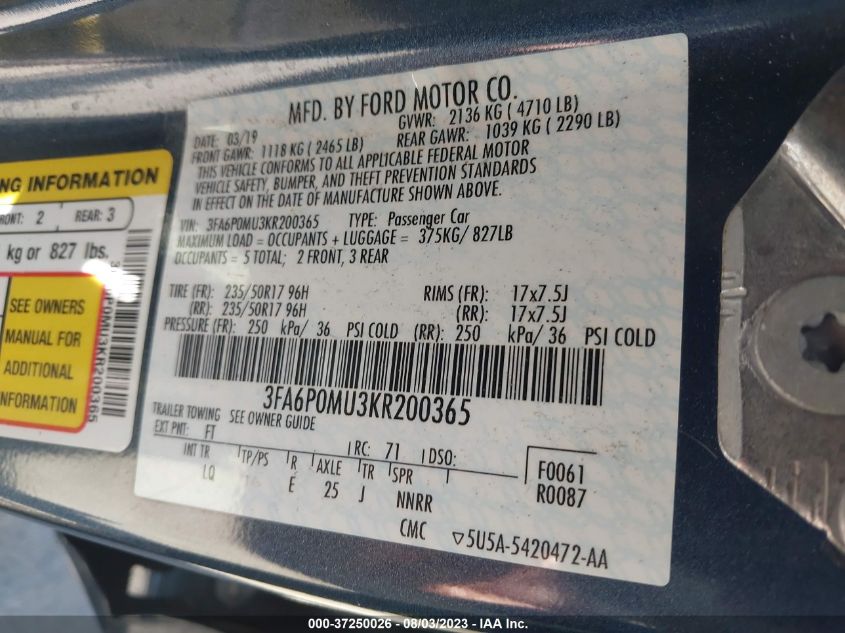 MFD. BY FORD MOTOR CO.
DATE: 03/19 GVWR: 2136 KG ( 4710 LB)
FRONT GAWR: 1118 KG ( 2465 LB) REAR GAWR: 1039 KG ( 2290 LB)
THIS VEHICLE CONFORMS TO ALL APPLICABLE FEDERAL MOTOR
VEHICLE SAFETY, BUMPER, AND THEFT PREVENTION STANDARDS
IN EFFECT ON THE DATE OF MANUFACTURE SHOWN ABOVE.
VIN: 3FA6P0MU3KR200365 TYPE: Passenger Car
MAXIMUM LOAD = OCCUPANTS + LUGGAGE = 375KG/ 827LB
OCCUPANTS = 5 TOTAL; 2 FRONT, 3 REAR
TIRE (FR): 235/50R17 96H RIMS (FR): 17x7.5J
(RR): 235/50R17 96H (RR): 17x7.5J
PRESSURE (FR): 250 kPa/ 36 PSI COLD (RR): 250 kPa/ 36 PSI COLD
3FA6P0MU3KR200365
TRAILER TOWING SEE OWNER GUIDE
EXT PNT: FT RC: 71 DSO:
INT TR TP/PS R AXLE TR SPR F0061
LQ E 25 J NNRR R0087
CMC ▽5U5A-5420472-AA
NG INFORMATION
RONT: 2 REAR: 3
kg or 827 lbs.
SEE OWNERS
MANUAL FOR
ADDITIONAL
INFORMATION
P0MU3KR200365
000-37250026 - 08/03/2023 - IAA Inc.